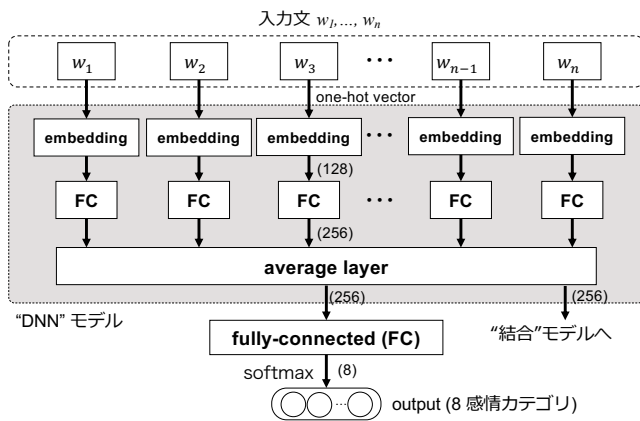 入力文 w1,..., wn
w1 w2 w3 ··· wn−1 wn
one-hot vector
embedding embedding embedding ··· embedding embedding
(128)
FC FC FC ··· FC FC
(256)
average layer
(256) (256)
“DNN” モデル
“結合”モデルへ
fully-connected (FC)
softmax (8)
··· output (8 感情カテゴリ)